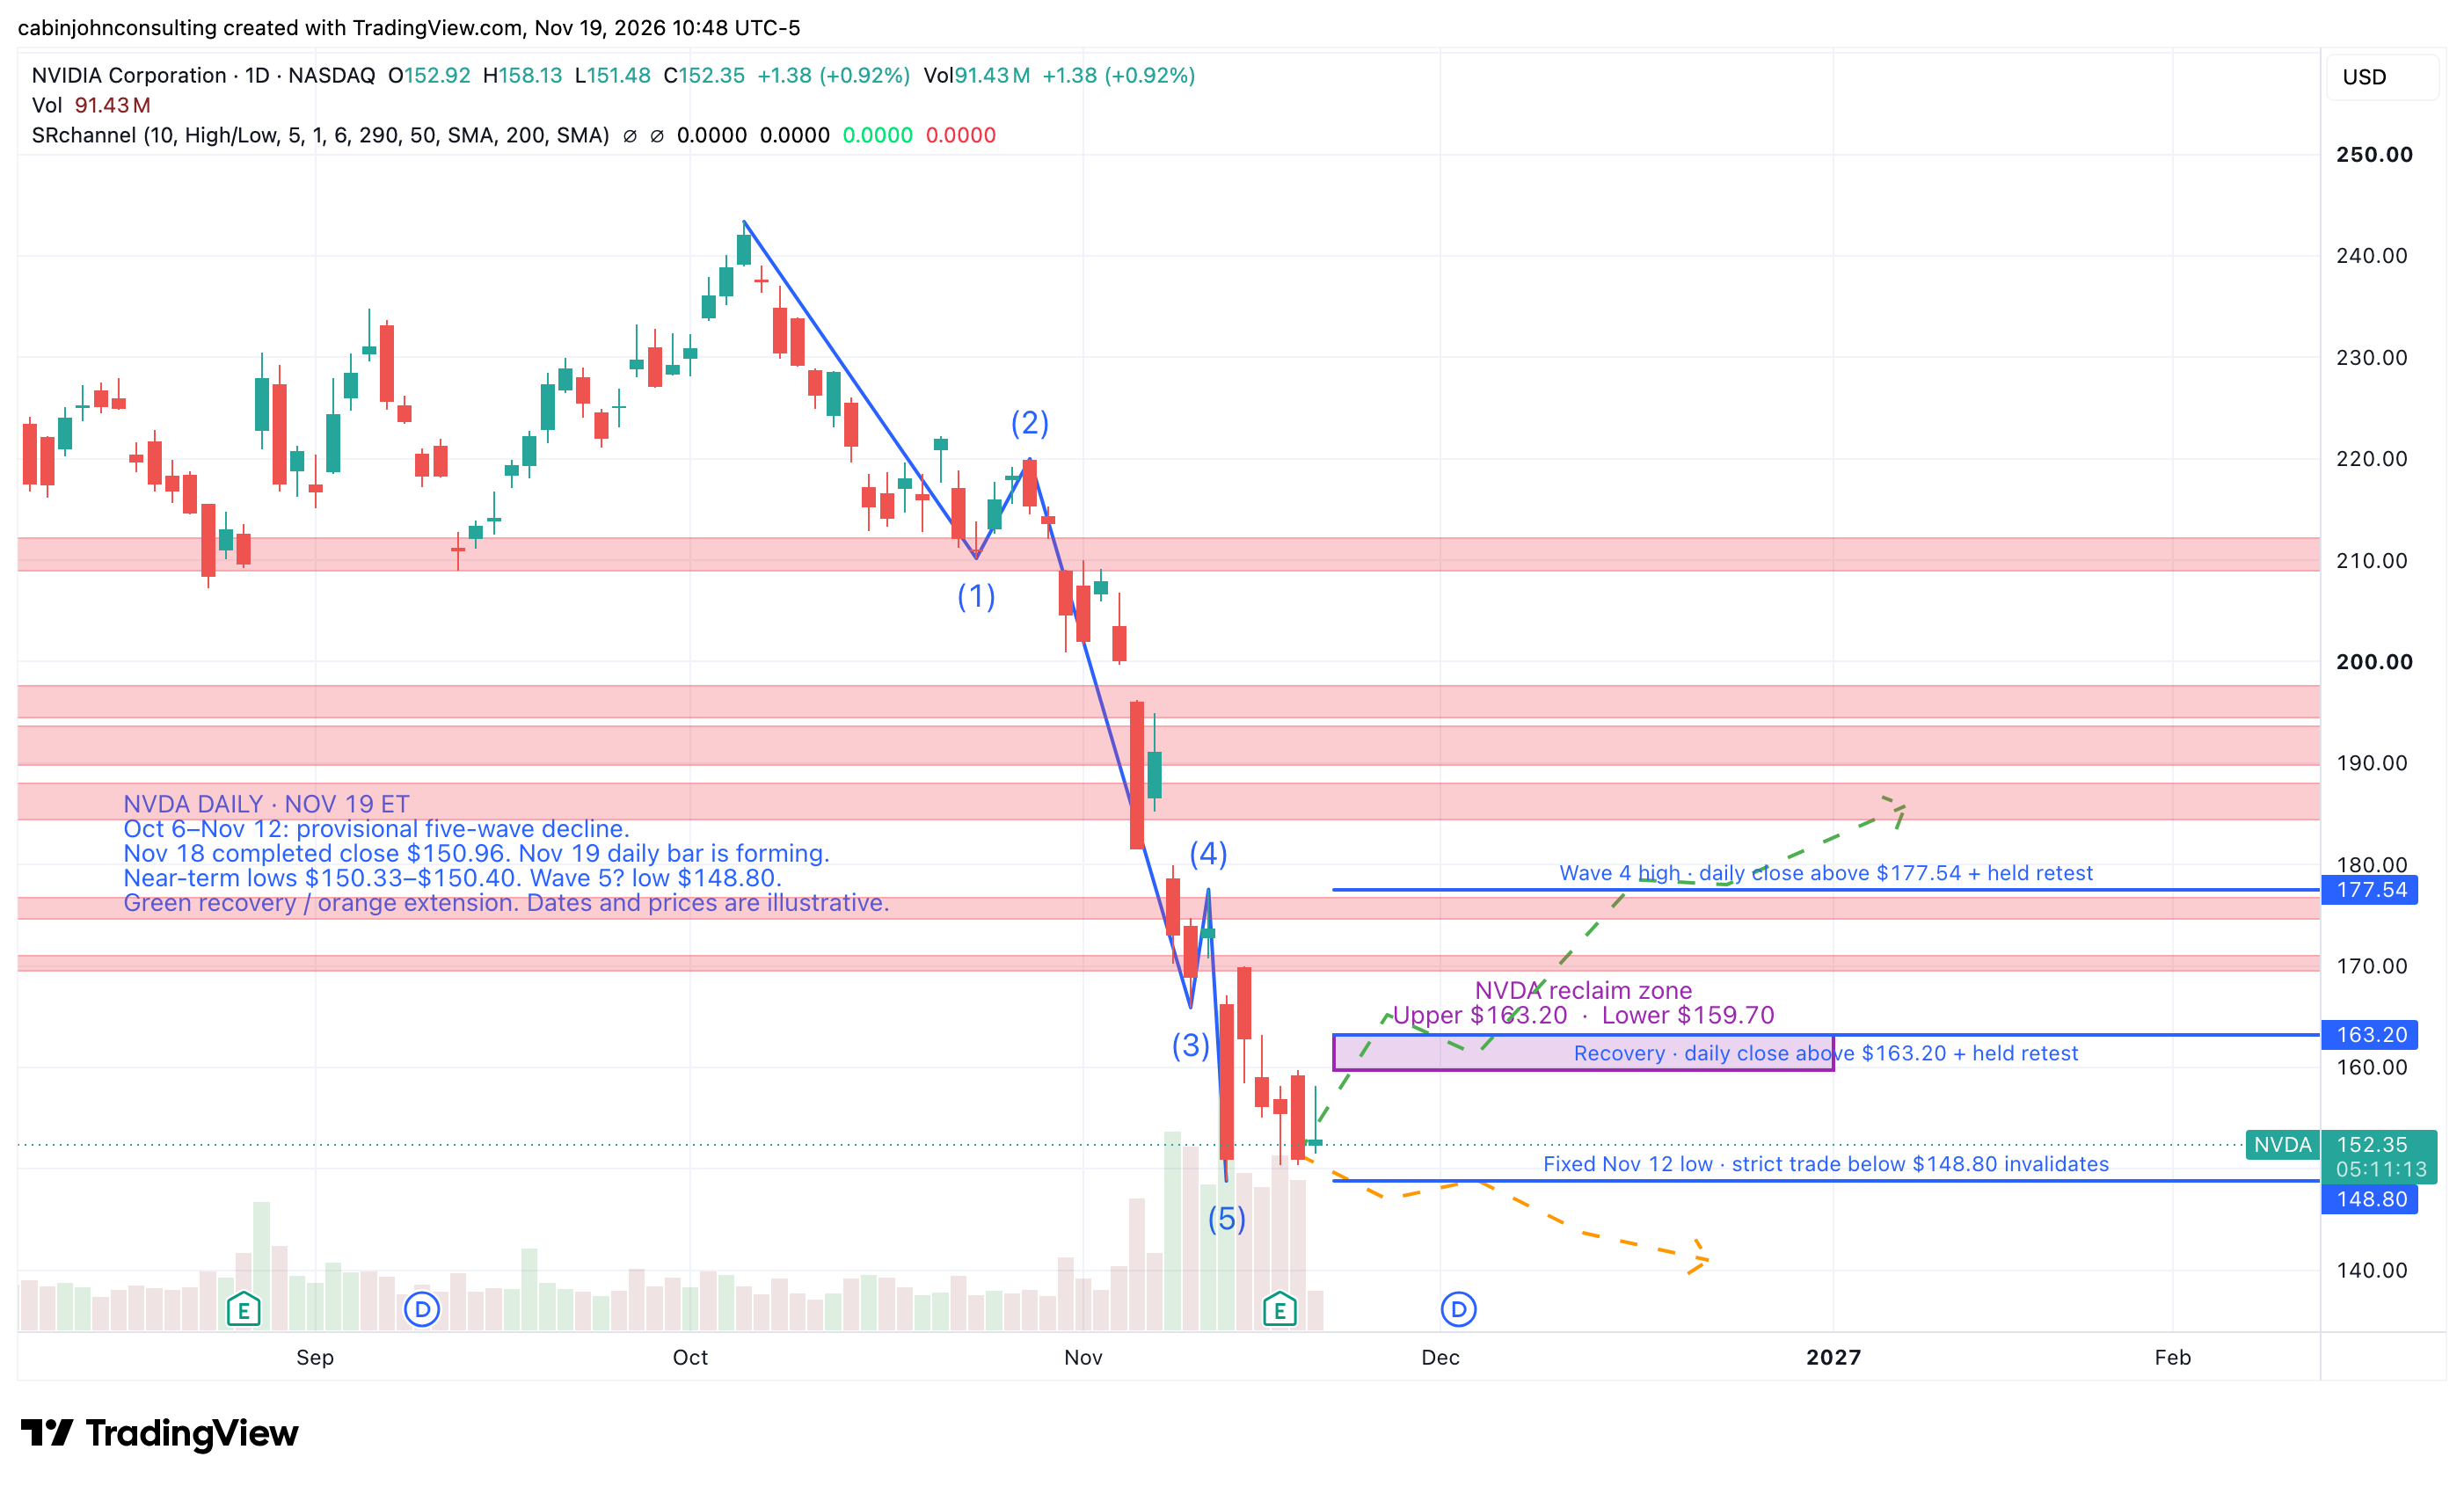 cabinjohnconsulting created with TradingView.com, Nov 19, 2026 10:48 UTC-5
NVIDIA Corporation · 1D · NASDAQ O152.92 H158.13 L151.48 C152.35 +1.38 (+0.92%) Vol91.43 M +1.38 (+0.92%)
USD
Vol 91.43 M
SRchannel (10, High/Low, 5, 1, 6, 290, 50, SMA, 200, SMA) ∅ ∅ 0.0000 0.0000 0.0000 0.0000
250.00
240.00
230.00
(2)
220.00
210.00
(1)
200.00
190.00
NVDA DAILY · NOV 19 ET
Oct 6–Nov 12: provisional five-wave decline.
Nov 18 completed close $150.96. Nov 19 daily bar is forming.
Near-term lows $150.33–$150.40. Wave 5? low $148.80.
Green recovery / orange extension. Dates and prices are illustrative.
(4)
180.00
Wave 4 high · daily close above $177.54 + held retest
177.54
170.00
NVDA reclaim zone
Upper $163.20 · Lower $159.70
163.20
(3)
Recovery · daily close above $163.20 + held retest
160.00
NVDA 152.35
05:11:13
Fixed Nov 12 low · strict trade below $148.80 invalidates
148.80
(5)
140.00
E D E D
Sep Oct Nov Dec 2027 Feb
TradingView